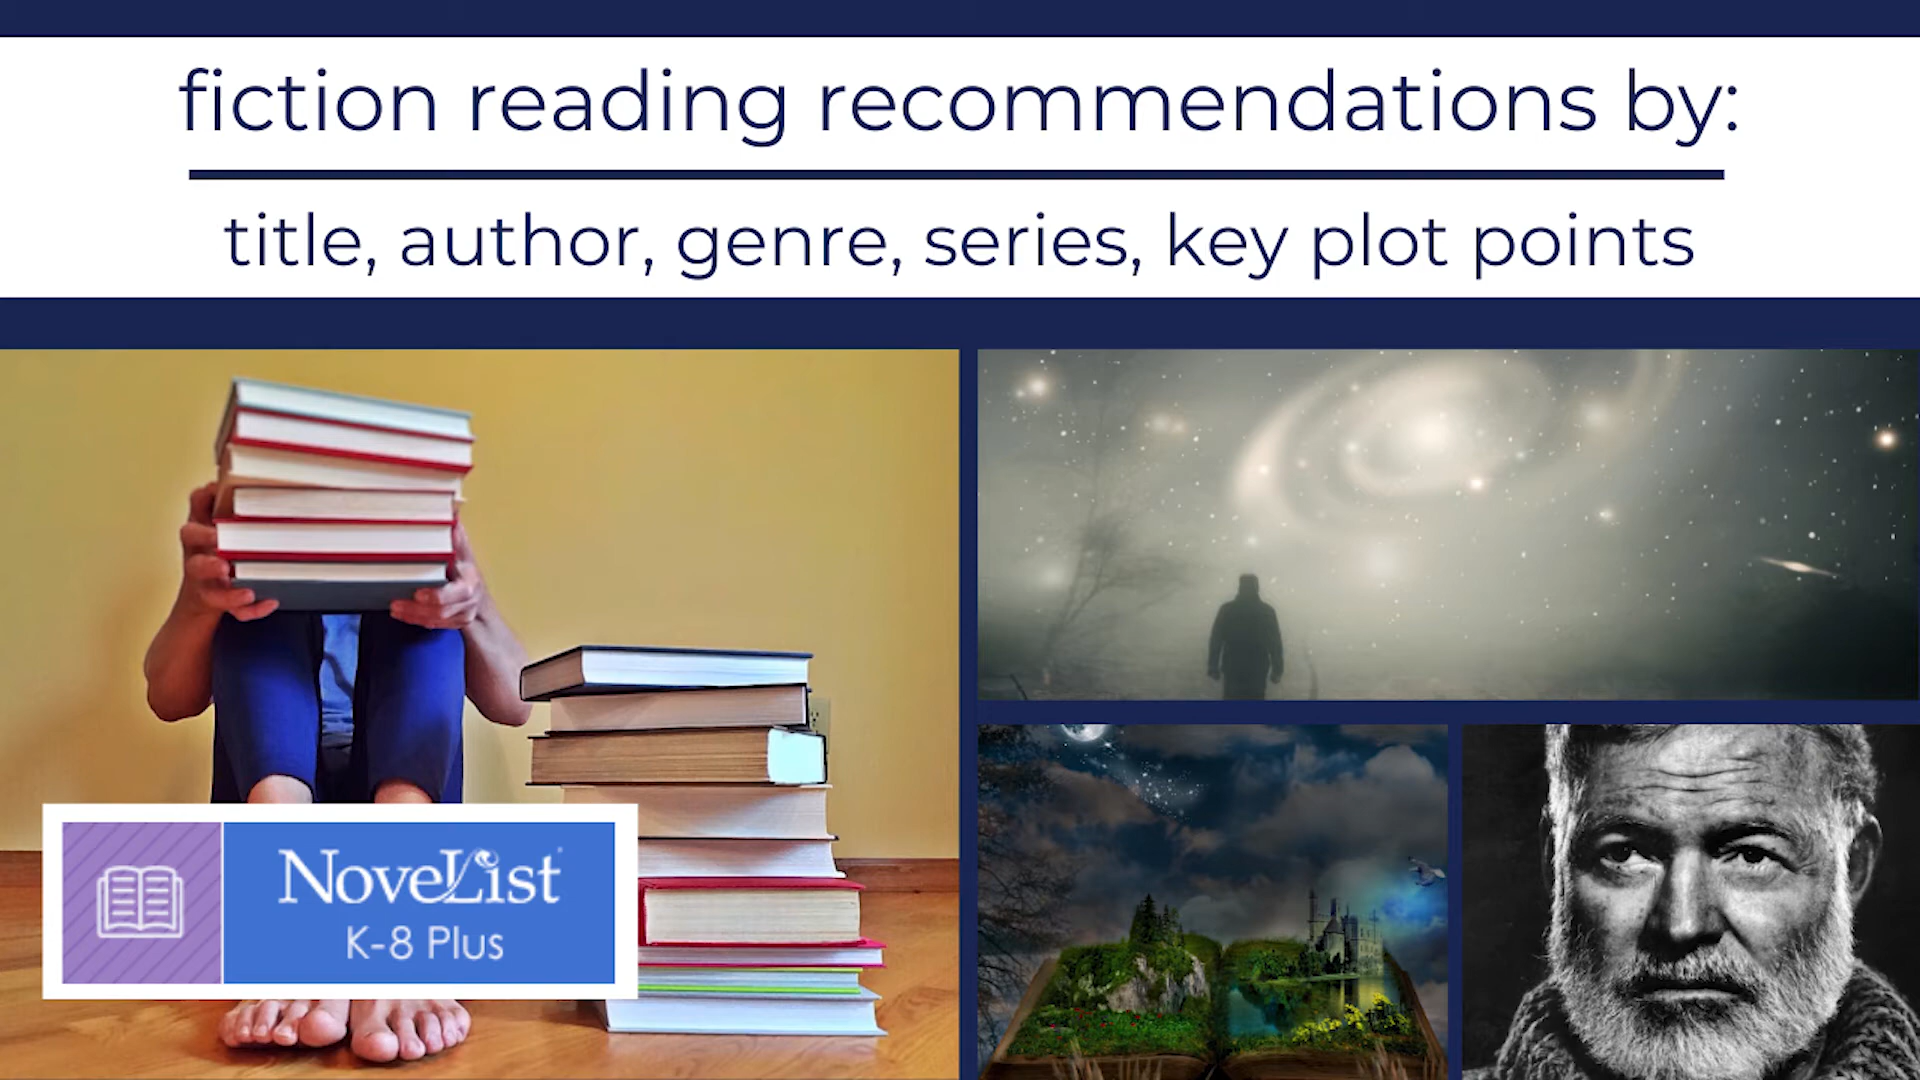 fiction reading recommendations by:
title, author, genre, series, key plot points
NoveList
K-8 Plus